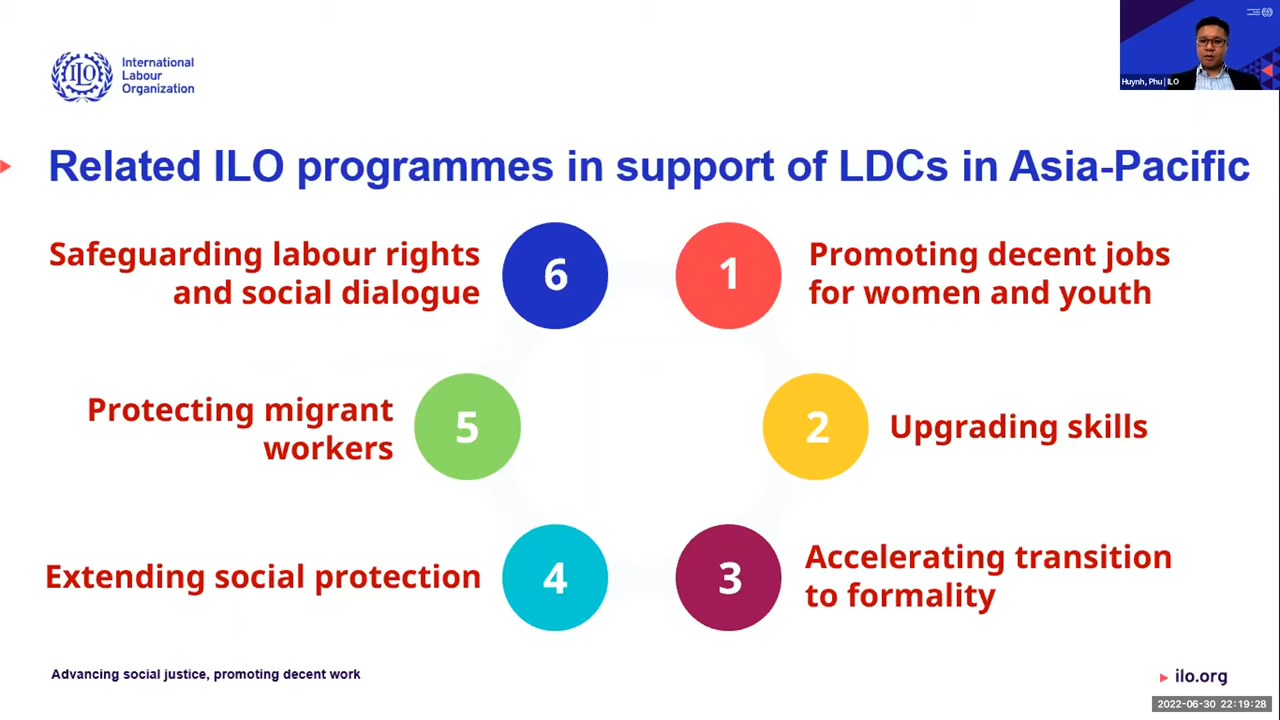 International
Labour
Organization
Huynh, Phu | ILO
Related ILO programmes in support of LDCs in Asia-Pacific
Safeguarding labour rights
and social dialogue
6
1
Promoting decent jobs
for women and youth
Protecting migrant
workers
5
2
Upgrading skills
Extending social protection
4
3
Accelerating transition
to formality
Advancing social justice, promoting decent work
ilo.org
2022-06-30 22:19:28